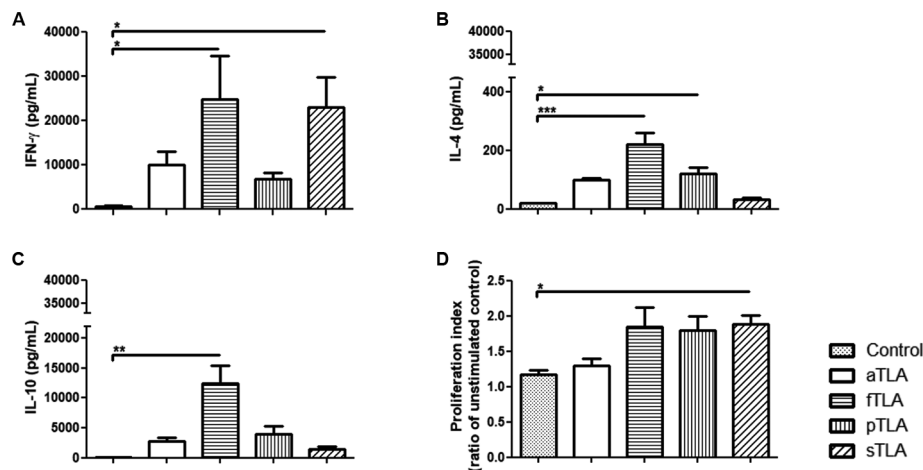 A
IFN-γ (pg/mL)
40000
30000
20000
10000
0
*
*
B
IL-4 (pg/mL)
40000
35000
400
200
0
*
***
C
IL-10 (pg/mL)
40000
35000
20000
15000
10000
5000
0
**
D
Proliferation index
[ratio of unstimulated control)
2.5
2.0
1.5
1.0
0.5
0.0
*
Control
aTLA
fTLA
pTLA
sTLA